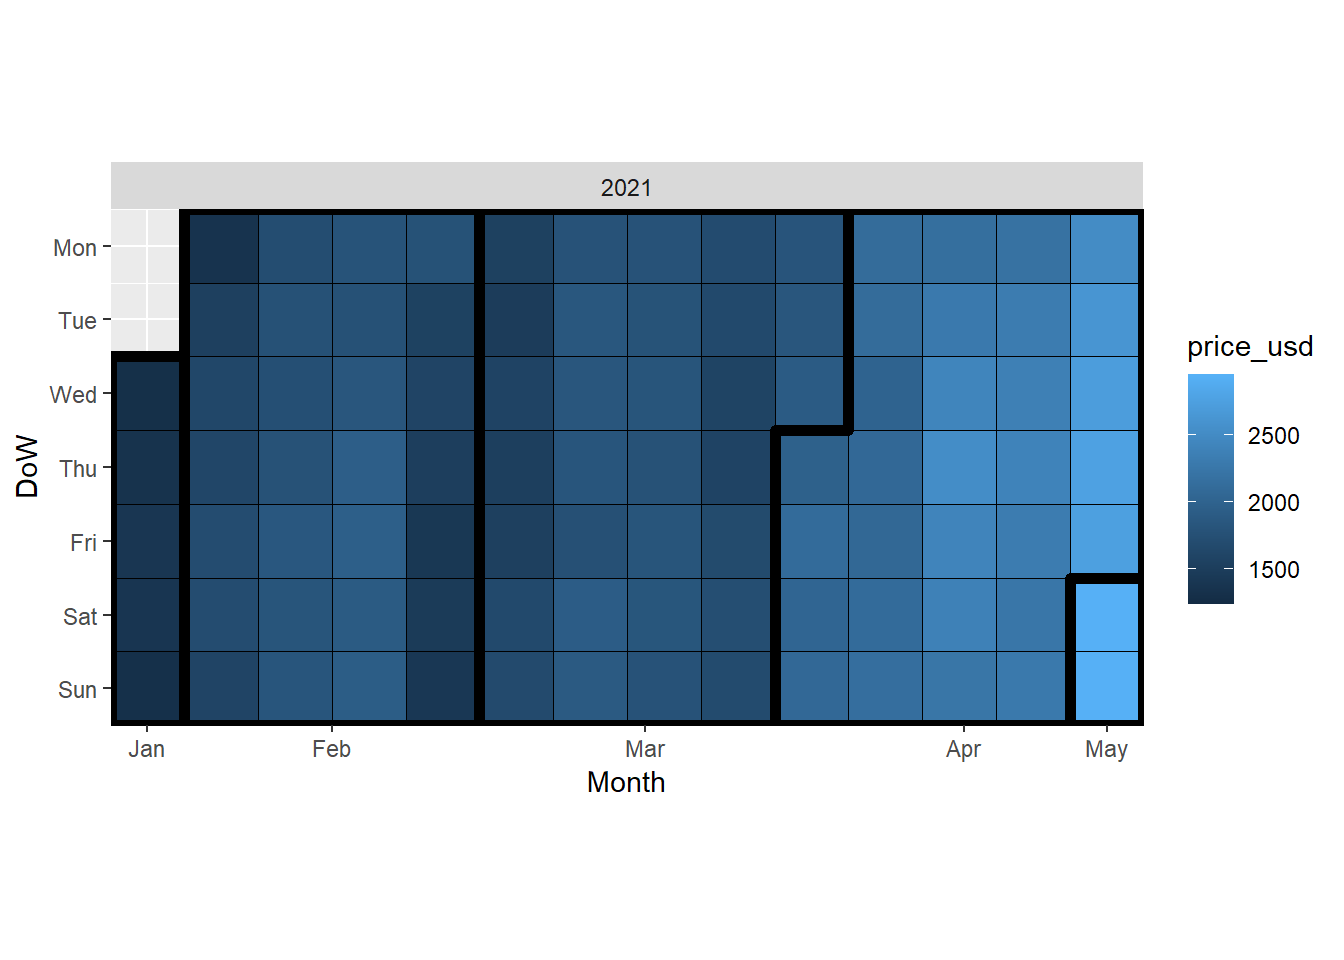 2021
Mon
Tue
Wed
Thu
Fri
Sat
Sun
DoW
Jan Feb Mar Apr May
Month
price_usd
2500
2000
1500